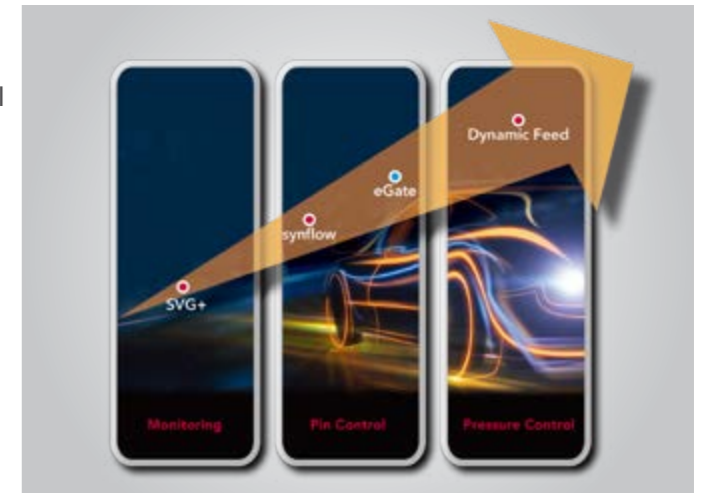 Dynamic Feed
eGate
synflow
SVG+
Monitoring
Pin Control
Pressure Control